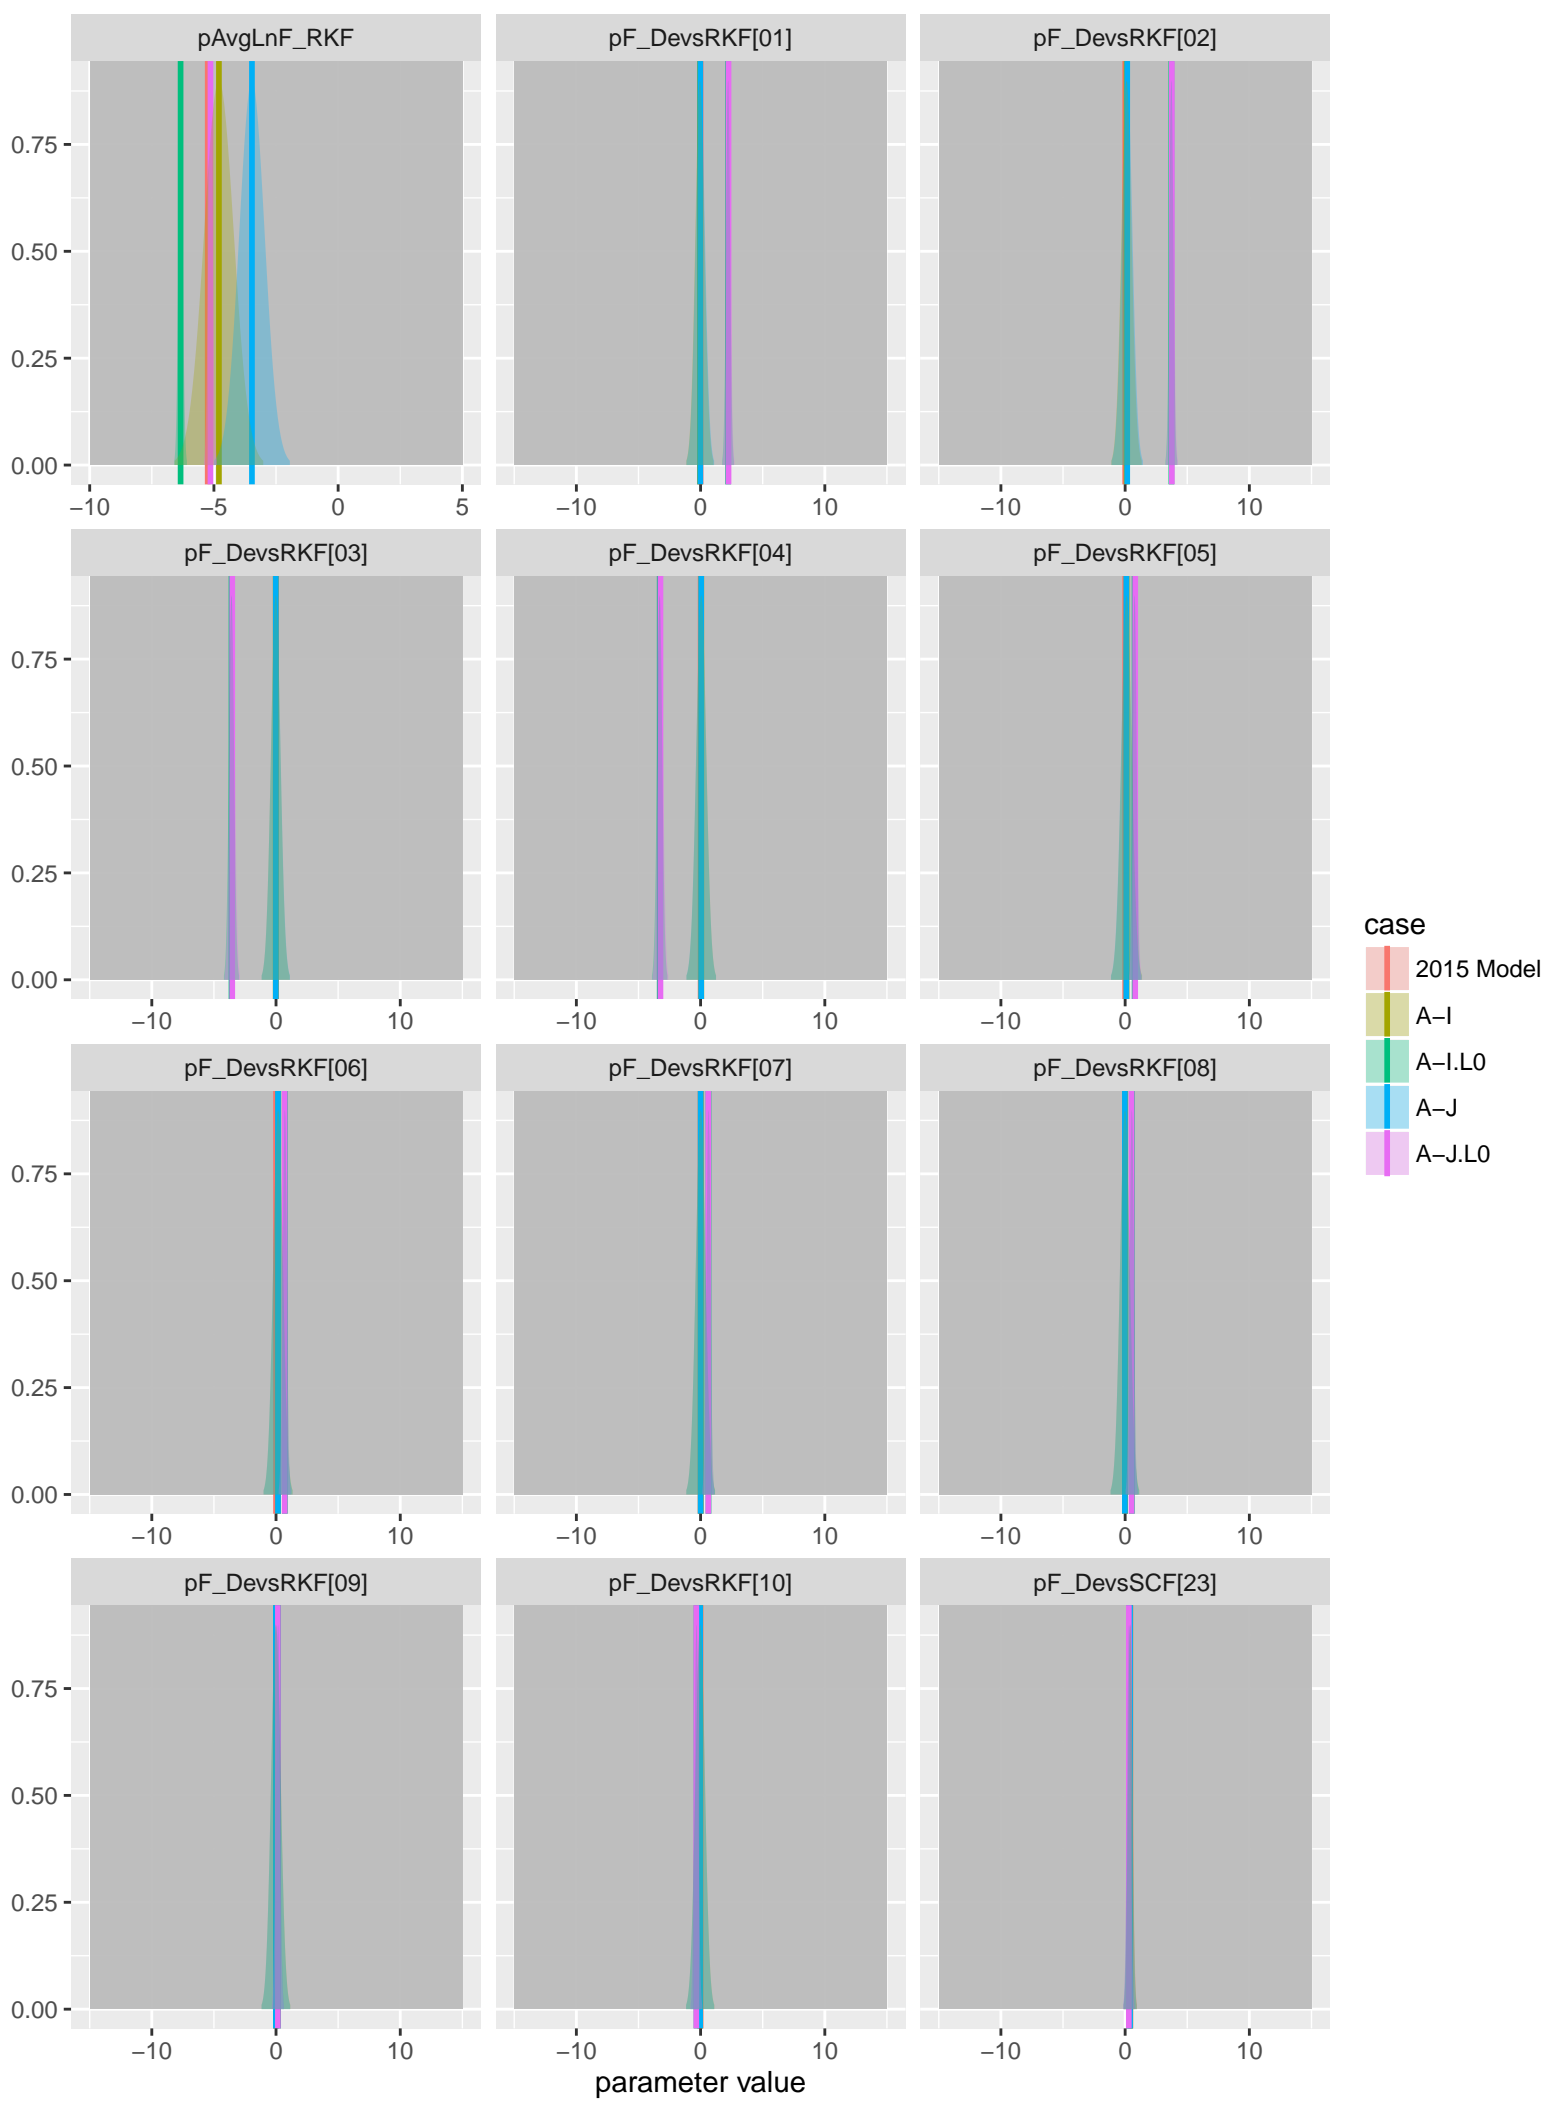 pAvgLnF_RKF pF_DevsRKF[01] pF_DevsRKF[02]
0.75
0.50
0.25
0.00
−10 −5 0 5 −10 0 10 −10 0 10
pF_DevsRKF[03] pF_DevsRKF[04] pF_DevsRKF[05]
0.75
0.50
0.25
0.00
−10 0 10 −10 0 10 −10 0 10
pF_DevsRKF[06] pF_DevsRKF[07] pF_DevsRKF[08]
0.75
0.50
0.25
0.00
−10 0 10 −10 0 10 −10 0 10
pF_DevsRKF[09] pF_DevsRKF[10] pF_DevsSCF[23]
0.75
0.50
0.25
0.00
−10 0 10 −10 0 10 −10 0 10
parameter value
case
2015 Model
A−I
A−I.L0
A−J
A−J.L0